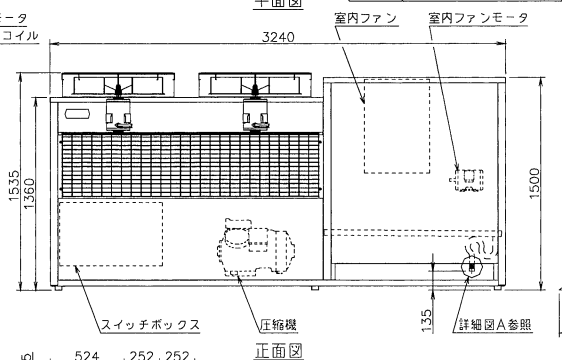 平面図
ータ
コイル
室内ファン
室内ファンモータ
3240
1535
1360
1500
135
スイッチボックス
圧縮機
詳細図A参照
正面図
524
252
252